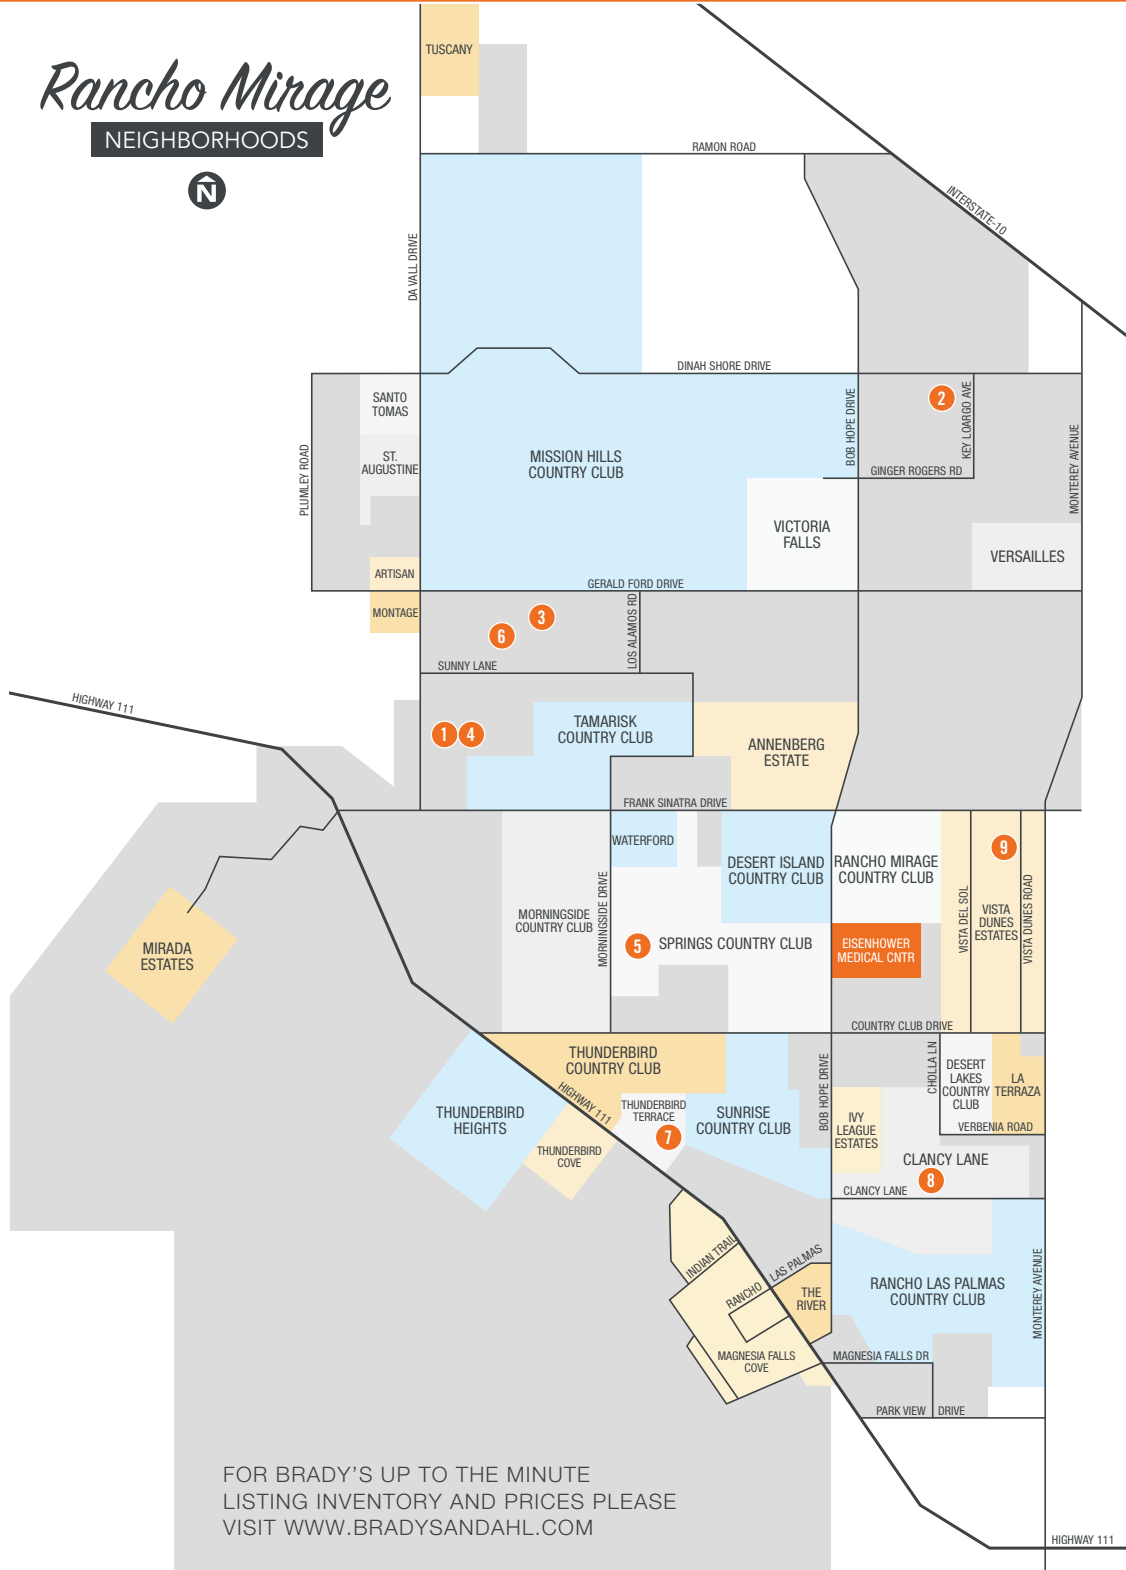 Rancho Mirage
NEIGHBORHOODS
N
TUSCANY
RAMON ROAD
INTERSTATE-10
DA VALL DRIVE
DINAH SHORE DRIVE
SANTO
TOMAS
ST.
AUGUSTINE
PLUMLEY ROAD
MISSION HILLS
COUNTRY CLUB
BOB HOPE DRIVE
2
KEY LOARGO AVE
GINGER ROGERS RD
MONTEREY AVENUE
VICTORIA
FALLS
VERSAILLES
ARTISAN
GERALD FORD DRIVE
MONTAGE
3
6
LOS ALAMOS RD
SUNNY LANE
HIGHWAY 111
1
4
TAMARISK
COUNTRY CLUB
ANNENBERG
ESTATE
FRANK SINATRA DRIVE
WATERFORD
DESERT ISLAND
COUNTRY CLUB
RANCHO MIRAGE
COUNTRY CLUB
9
MORNINGSIDE
COUNTRY CLUB
MORNINGSIDE DRIVE
5
SPRINGS COUNTRY CLUB
EISENHOWER
MEDICAL CNTR
VISTA DEL SOL
VISTA
DUNES
ESTATES
VISTA DUNES ROAD
MIRADA
ESTATES
COUNTRY CLUB DRIVE
THUNDERBIRD
COUNTRY CLUB
HIGHWAY 111
THUNDERBIRD
HEIGHTS
THUNDERBIRD
COVE
THUNDERBIRD
TERRACE
7
SUNRISE
COUNTRY CLUB
BOB HOPE DRIVE
IVY
LEAGUE
ESTATES
CHOLLA LN
DESERT
LAKES
COUNTRY
CLUB
LA
TERRAZA
VERBENIA ROAD
CLANCY LANE
8
CLANCY LANE
INDIAN TRAIL
RANCHO
LAS PALMAS
THE
RIVER
RANCHO LAS PALMAS
COUNTRY CLUB
MONTEREY AVENUE
MAGNESIA FALLS
COVE
MAGNESIA FALLS DR
PARK VIEW DRIVE
FOR BRADY'S UP TO THE MINUTE
LISTING INVENTORY AND PRICES PLEASE
VISIT WWW.BRADYSANDAHL.COM
HIGHWAY 111